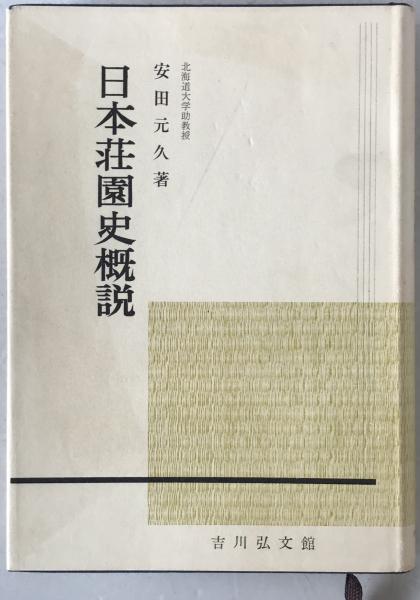 北海道大学助教授
安田元久著
日本荘園史概説
吉川弘文館